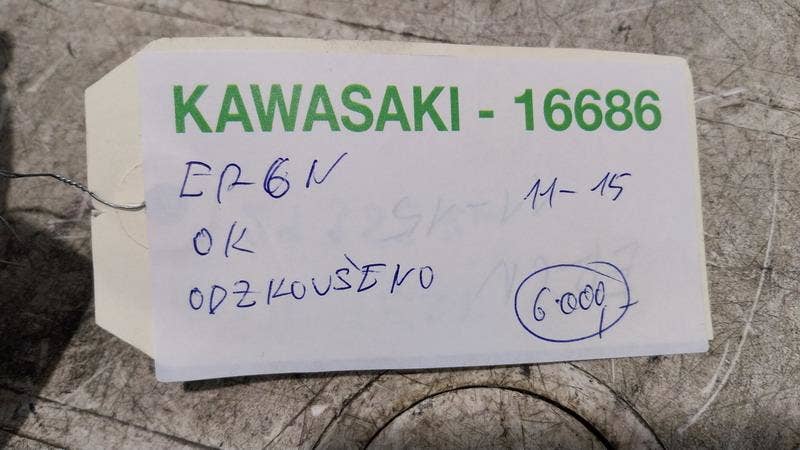 KAWASAKI - 16686
ER6N 11-15
OK
ODZKOUŠENO
6.000,-